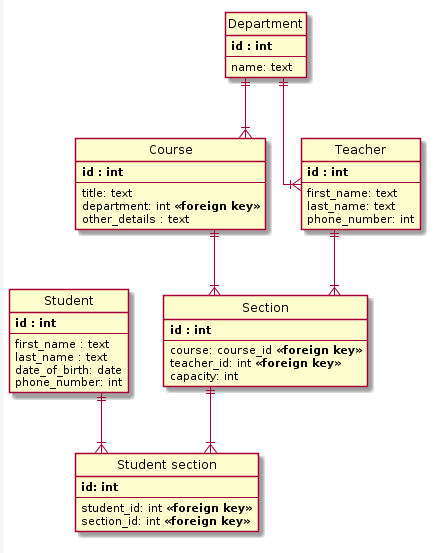 Department
id : int
name: text
Course
id : int
title: text
department: int «foreign key»
other_details : text
Teacher
id : int
first_name: text
last_name: text
phone_number: int
Student
id : int
first_name : text
last_name : text
date_of_birth: date
phone_number: int
Section
id : int
course: course_id «foreign key»
teacher_id: int «foreign key»
capacity: int
Student section
id: int
student_id: int «foreign key»
section_id: int «foreign key»